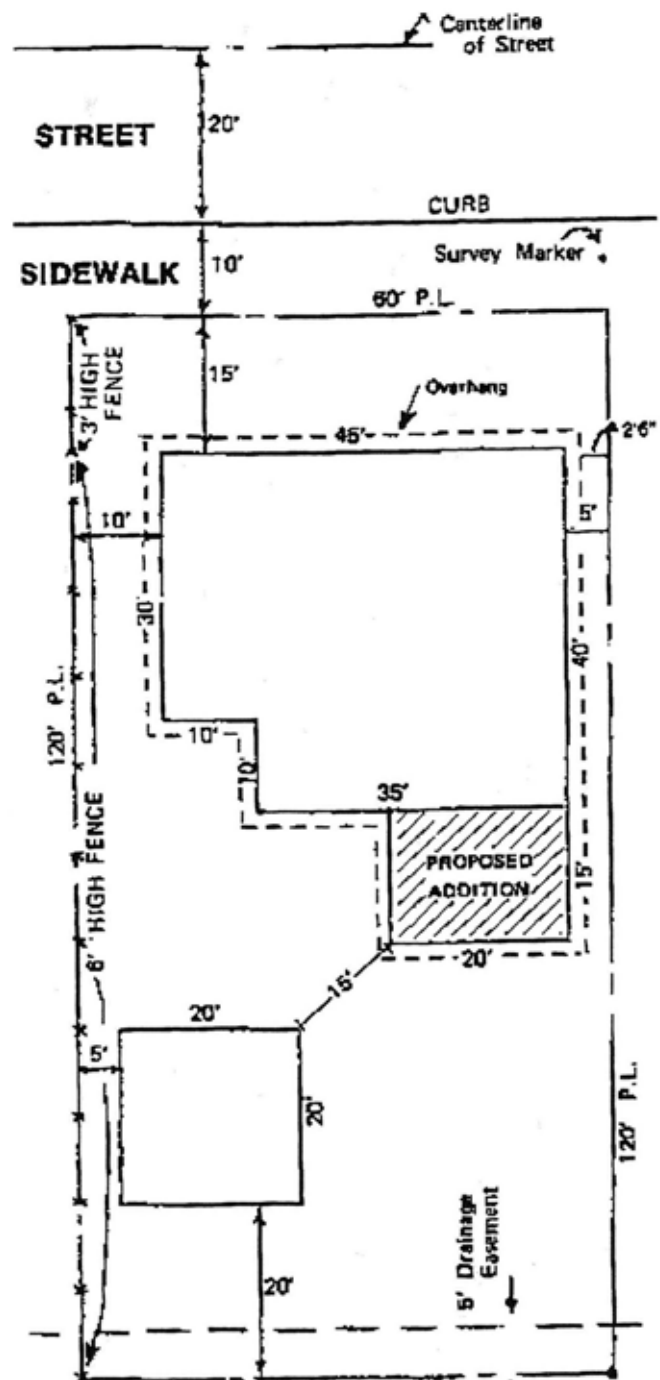 Centerline
of Street
STREET
20'
CURB
SIDEWALK
10'
Survey Marker
60' P.L.
3' HIGH
FENCE
15'
Overhang
45'
2'6"
10'
5'
30'
40'
120' P.L.
10'
10'
35'
PROPOSED
ADDITION
15'
6' HIGH FENCE
20'
15'
20'
5'
20'
120' P.L.
5' Drainage
Easement
20'